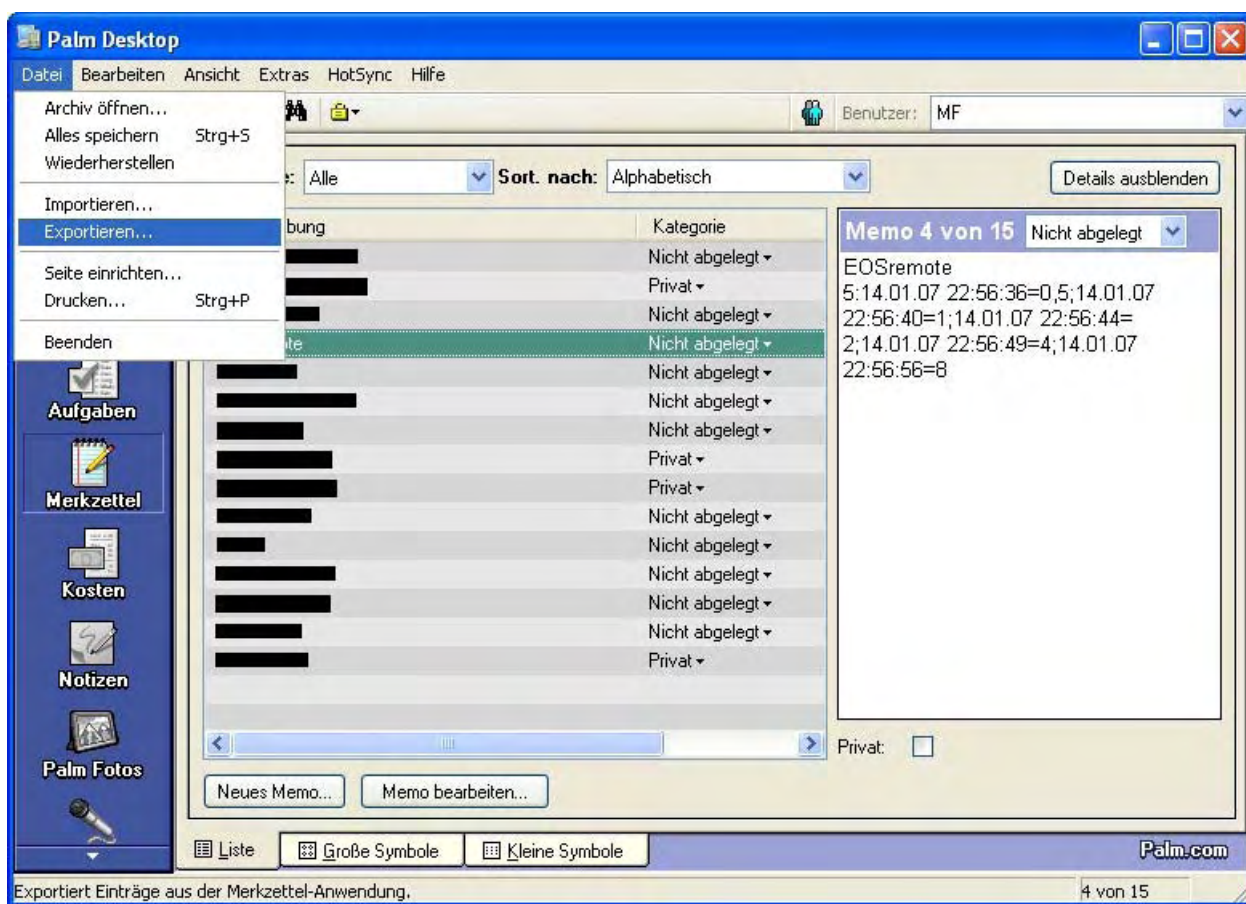 Palm Desktop
Datei Bearbeiten Ansicht Extras HotSync Hilfe
Archiv öffnen...
Alles speichern Strg+S
Wiederherstellen
Importieren...
Exportieren...
Seite einrichten...
Drucken... Strg+P
Beenden
Benutzer: MF
e: Alle Sort. nach: Alphabetisch Details ausblenden
bung Kategorie
Nicht abgelegt
Privat
Nicht abgelegt
te Nicht abgelegt
Nicht abgelegt
Nicht abgelegt
Nicht abgelegt
Privat
Privat
Nicht abgelegt
Nicht abgelegt
Nicht abgelegt
Nicht abgelegt
Nicht abgelegt
Privat
Memo 4 von 15 Nicht abgelegt
EOSremote
5:14.01.07 22:56:36=0,5;14.01.07
22:56:40=1;14.01.07 22:56:44=
2;14.01.07 22:56:49=4;14.01.07
22:56:56=8
Privat:
Aufgaben
Merkzettel
Kosten
Notizen
Palm Fotos
Neues Memo... Memo bearbeiten...
Liste Große Symbole Kleine Symbole
Palm.com
Exportiert Einträge aus der Merkzettel-Anwendung. 4 von 15